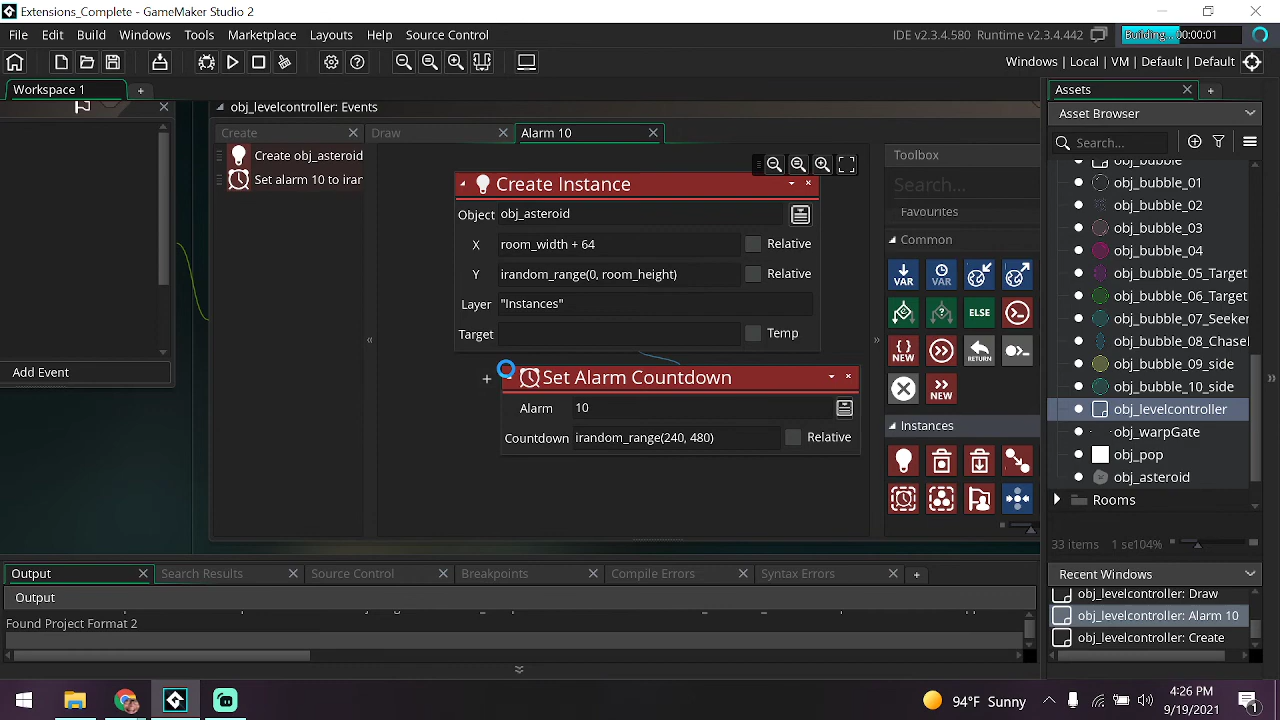 Extensions_Complete - GameMaker Studio 2
File Edit Build Windows Tools Marketplace Layouts Help Source Control
IDE v2.3.4.580 Runtime v2.3.4.442 Building... 00:00:01
Windows | Local | VM | Default | Default
Workspace 1
obj_levelcontroller: Events
Create Draw Alarm 10
Create obj_asteroid
Set alarm 10 to iran
Create Instance
Object obj_asteroid
X room_width + 64 Relative
Y irandom_range(0, room_height) Relative
Layer "Instances"
Target Temp
Set Alarm Countdown
Alarm 10
Countdown irandom_range(240, 480) Relative
Add Event
Toolbox
Search...
Favourites
Common
VAR VAR
ELSE
NEW RETURN
NEW
Instances
Assets
Asset Browser
Search...
obj_bubble
obj_bubble_01
obj_bubble_02
obj_bubble_03
obj_bubble_04
obj_bubble_05_Target
obj_bubble_06_Target
obj_bubble_07_Seeker
obj_bubble_08_Chasel
obj_bubble_09_side
obj_bubble_10_side
obj_levelcontroller
obj_warpGate
obj_pop
obj_asteroid
Rooms
33 items 1 se104%
Recent Windows
obj_levelcontroller: Draw
obj_levelcontroller: Alarm 10
obj_levelcontroller: Create
Output Search Results Source Control Breakpoints Compile Errors Syntax Errors
Output
Found Project Format 2
94°F Sunny
4:26 PM
9/19/2021
1